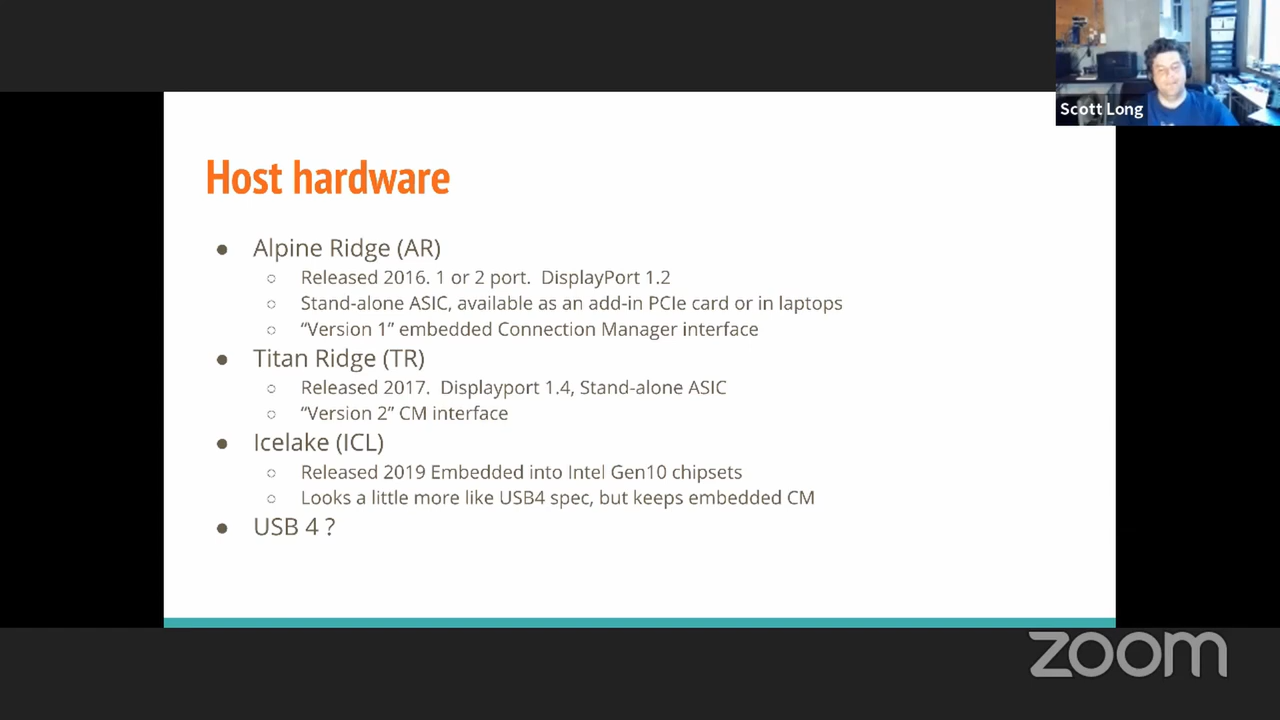 Scott Long
Host hardware
● Alpine Ridge (AR)
○ Released 2016. 1 or 2 port.  DisplayPort 1.2
○ Stand-alone ASIC, available as an add-in PCIe card or in laptops
○ “Version 1” embedded Connection Manager interface
● Titan Ridge (TR)
○ Released 2017.  Displayport 1.4, Stand-alone ASIC
○ “Version 2” CM interface
● Icelake (ICL)
○ Released 2019 Embedded into Intel Gen10 chipsets
○ Looks a little more like USB4 spec, but keeps embedded CM
● USB 4 ?
zoom